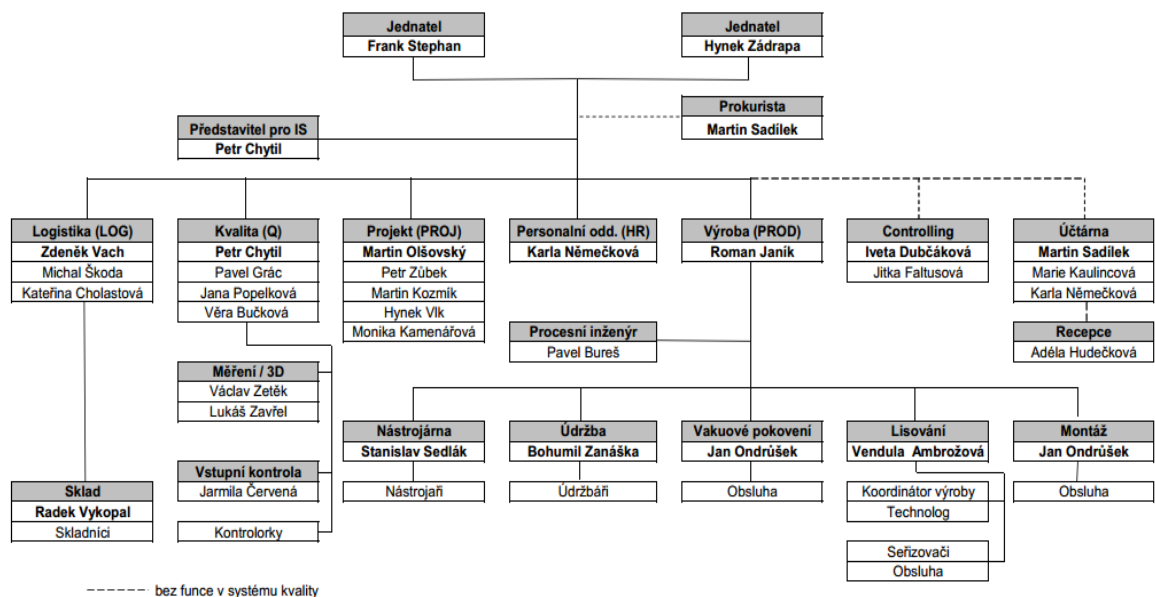 Jednatel
Frank Stephan
Jednatel
Hynek Zádrapa
Prokurista
Martin Sadílek
Představitel pro IS
Petr Chytil
Logistika (LOG)
Zdeněk Vach
Michal Škoda
Kateřina Cholastová
Kvalita (Q)
Petr Chytil
Pavel Grác
Jana Popelková
Věra Bučková
Projekt (PROJ)
Martin Olšovský
Petr Zůbek
Martin Kozmík
Hynek Vlk
Monika Kamenářová
Personalní odd. (HR)
Karla Němečková
Výroba (PROD)
Roman Janík
Controlling
Iveta Dubčáková
Jitka Faltusová
Účtárna
Martin Sadílek
Marie Kaulincová
Karla Němečková
Recepce
Adéla Hudečková
Procesní inženýr
Pavel Bureš
Měření / 3D
Václav Zetěk
Lukáš Zavřel
Vstupní kontrola
Jarmila Červená
Kontrolorky
Sklad
Radek Vykopal
Skladníci
Nástrojárna
Stanislav Sedlák
Nástrojaři
Údržba
Bohumil Zanáška
Údržbáři
Vakuové pokovení
Jan Ondrůšek
Obsluha
Lisování
Vendula Ambrožová
Koordinátor výroby
Technolog
Seřizovači
Obsluha
Montáž
Jan Ondrůšek
Obsluha
bez funce v systému kvality